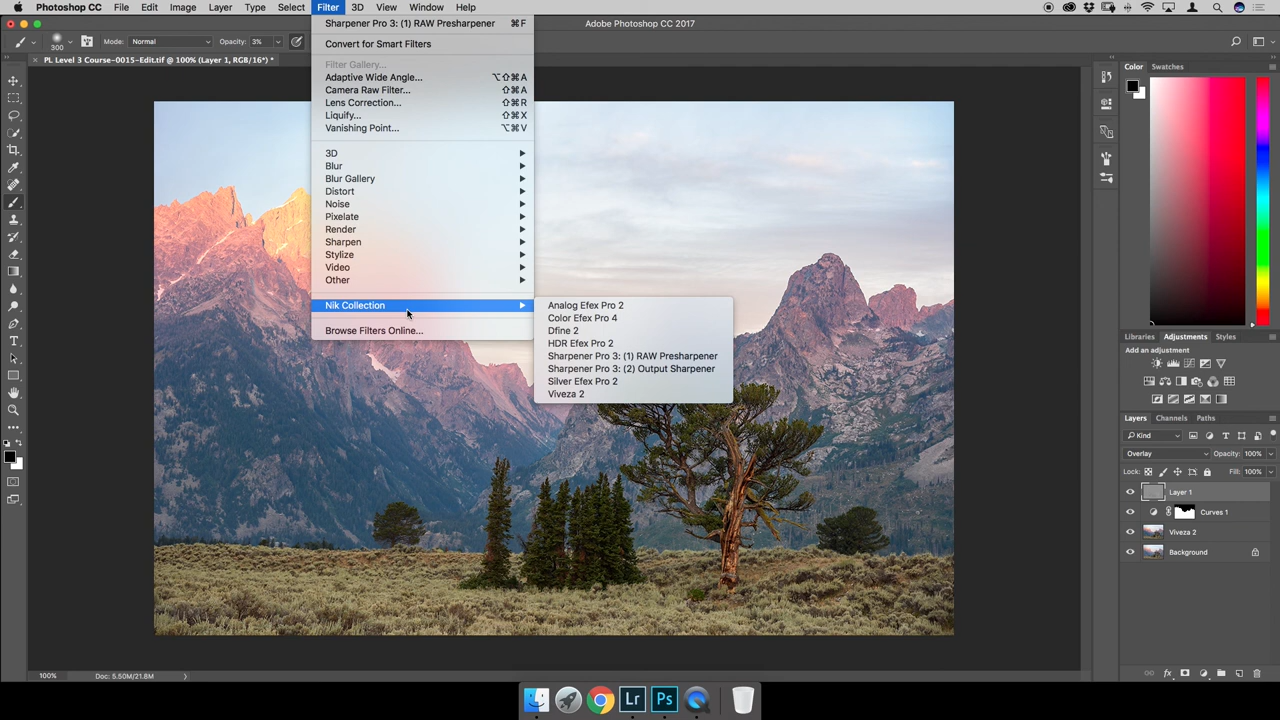 Photoshop CC File Edit Image Layer Type Select Filter 3D View Window Help
Adobe Photoshop CC 2017
300 Mode: Normal Opacity: 3%
PL Level 3 Course-0015-Edit.tif @ 100% (Layer 1, RGB/16*) *
Sharpener Pro 3: (1) RAW Presharpener ⌘F
Convert for Smart Filters
Filter Gallery...
Adaptive Wide Angle... ⌥⇧⌘A
Camera Raw Filter... ⇧⌘A
Lens Correction... ⇧⌘R
Liquify... ⇧⌘X
Vanishing Point... ⌥⌘V
3D
Blur
Blur Gallery
Distort
Noise
Pixelate
Render
Sharpen
Stylize
Video
Other
Nik Collection
Browse Filters Online...
Analog Efex Pro 2
Color Efex Pro 4
Dfine 2
HDR Efex Pro 2
Sharpener Pro 3: (1) RAW Presharpener
Sharpener Pro 3: (2) Output Sharpener
Silver Efex Pro 2
Viveza 2
Color Swatches
Libraries Adjustments Styles
Add an adjustment
Layers Channels Paths
Kind
Overlay Opacity: 100%
Lock: Fill: 100%
Layer 1
Curves 1
Viveza 2
Background
100% Doc: 5.50M/21.8M
Lr Ps